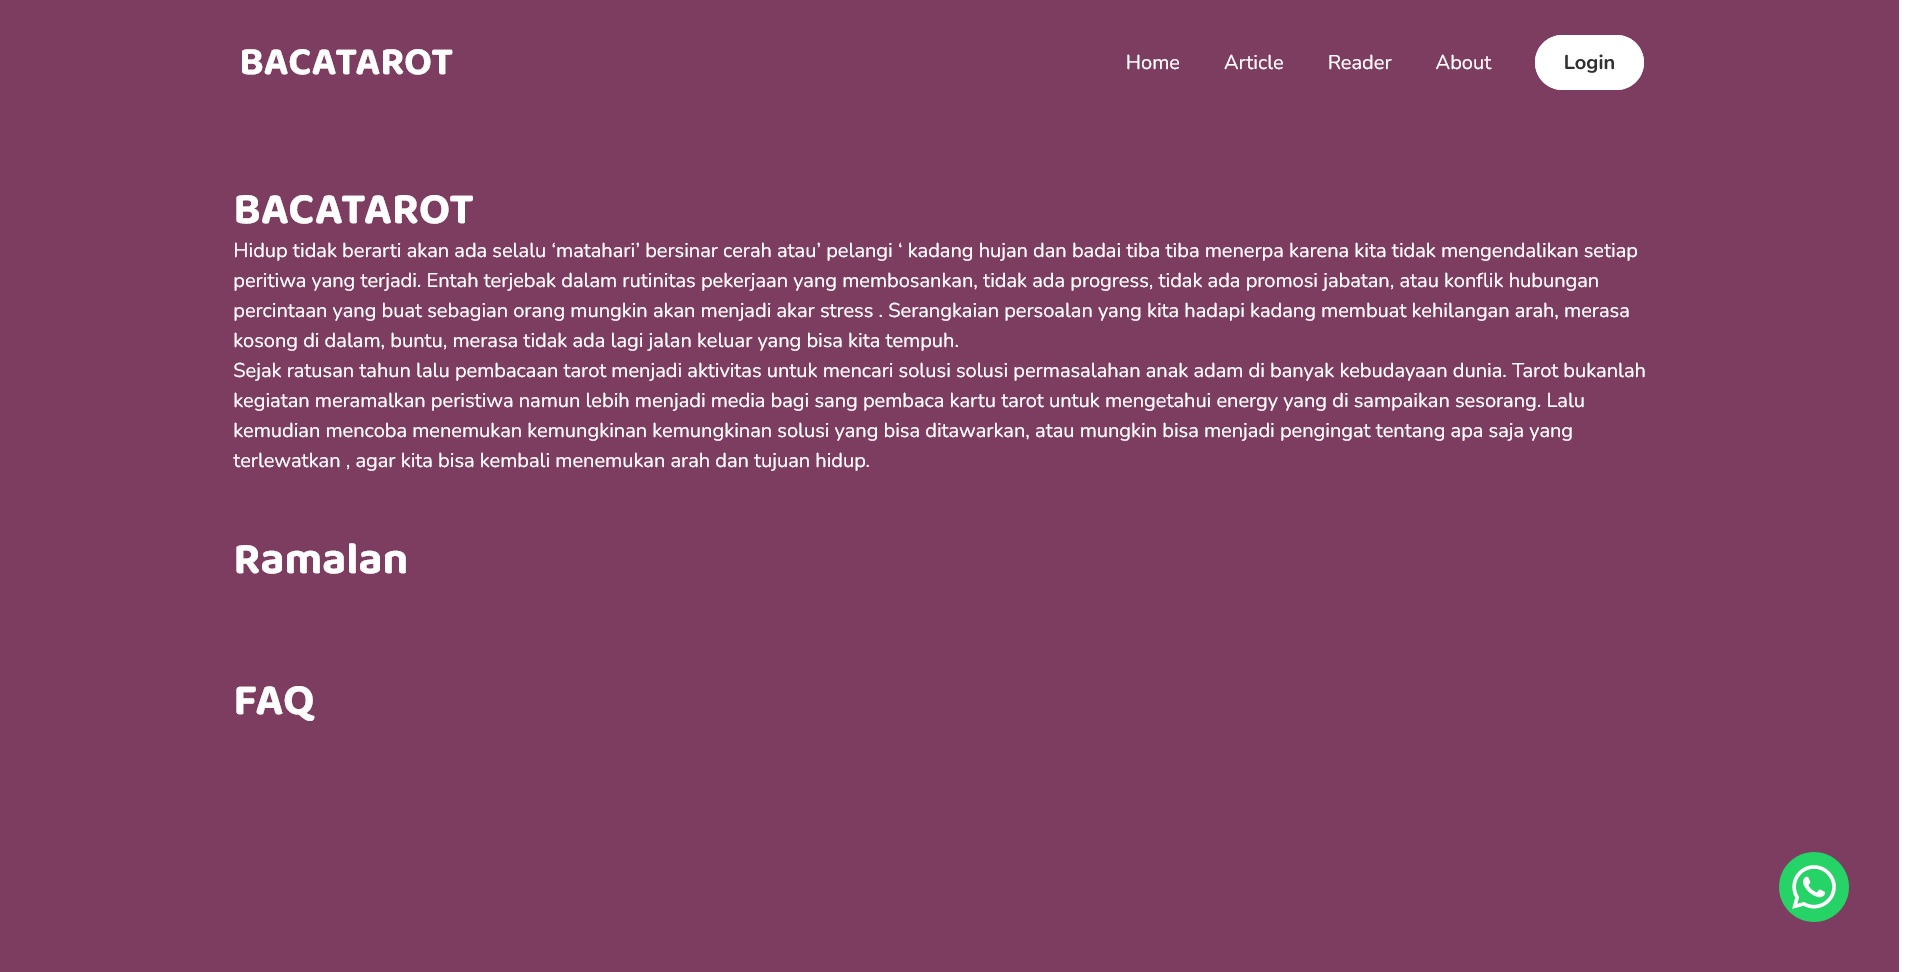 BACATAROT
Home Article Reader About Login
BACATAROT
Hidup tidak berarti akan ada selalu ‘matahari’ bersinar cerah atau’ pelangi ‘ kadang hujan dan badai tiba tiba menerpa karena kita tidak mengendalikan setiap
peritiwa yang terjadi. Entah terjebak dalam rutinitas pekerjaan yang membosankan, tidak ada progress, tidak ada promosi jabatan, atau konflik hubungan
percintaan yang buat sebagian orang mungkin akan menjadi akar stress . Serangkaian persoalan yang kita hadapi kadang membuat kehilangan arah, merasa
kosong di dalam, buntu, merasa tidak ada lagi jalan keluar yang bisa kita tempuh.
Sejak ratusan tahun lalu pembacaan tarot menjadi aktivitas untuk mencari solusi solusi permasalahan anak adam di banyak kebudayaan dunia. Tarot bukanlah
kegiatan meramalkan peristiwa namun lebih menjadi media bagi sang pembaca kartu tarot untuk mengetahui energy yang di sampaikan sesorang. Lalu
kemudian mencoba menemukan kemungkinan kemungkinan solusi yang bisa ditawarkan, atau mungkin bisa menjadi pengingat tentang apa saja yang
terlewatkan , agar kita bisa kembali menemukan arah dan tujuan hidup.
Ramalan
FAQ